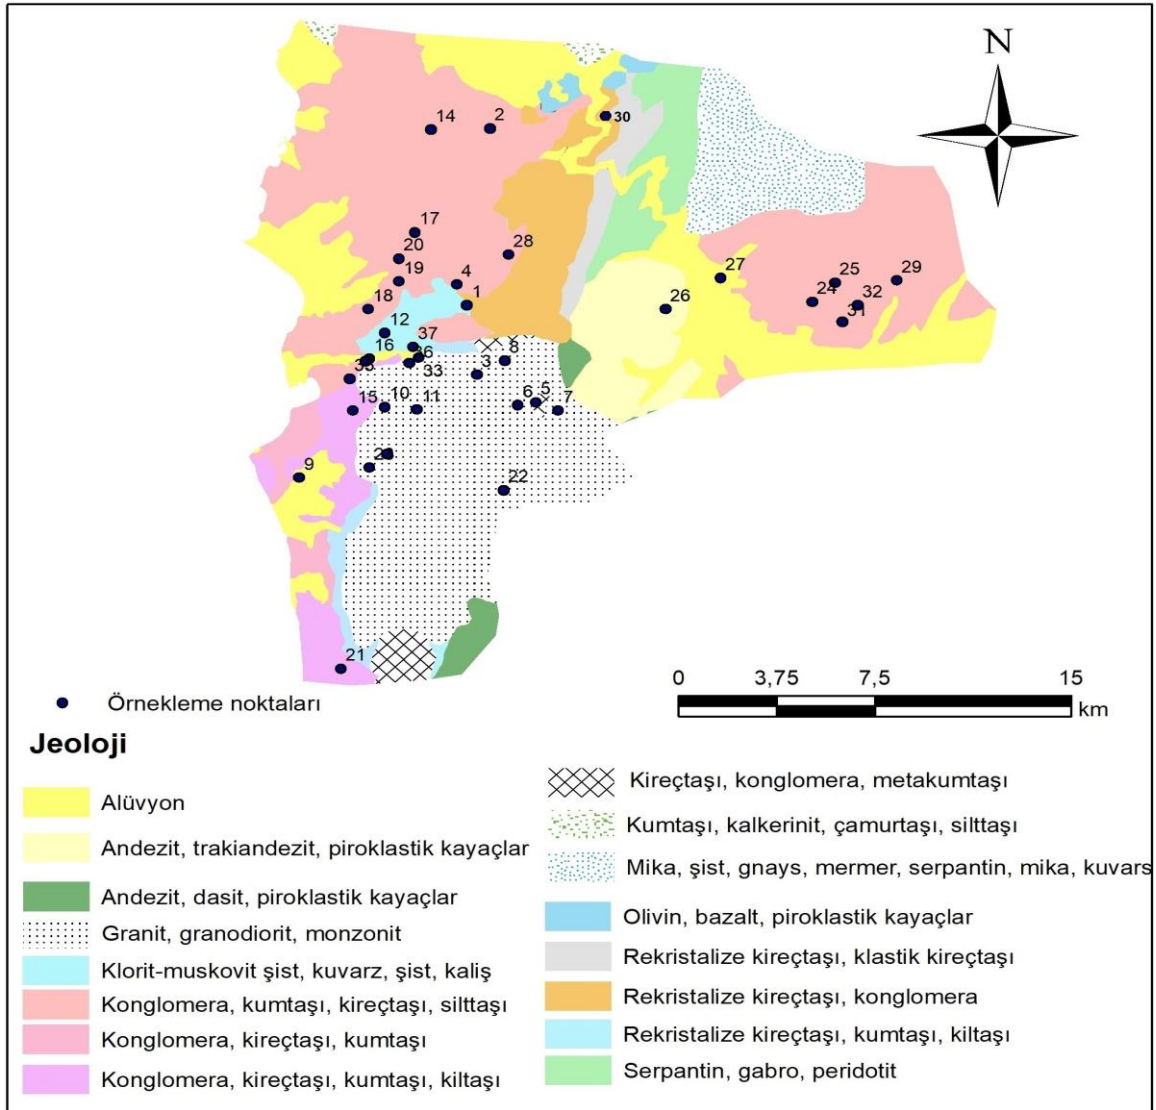 N
14
2
30
17
20
28
19
4
1
27
25
29
24
32
31
26
18
12
37
16
36
8
33
3
35
15
10
11
6
5
7
9
22
21
0
3,75
7,5
15
km
Örnekleme noktaları
Jeoloji
Alüvyon
Andezit, trakiandezit, piroklastik kayaçlar
Andezit, dasit, piroklastik kayaçlar
Granit, granodiorit, monzonit
Klorit-muskovit şist, kuvarz, şist, kaliş
Konglomera, kumtaşı, kireçtaşı, silttaşı
Konglomera, kireçtaşı, kumtaşı
Konglomera, kireçtaşı, kumtaşı, kiltaşı
Kireçtaşı, konglomera, metakumtaşı
Kumtaşı, kalkerinit, çamurtaşı, silttaşı
Mika, şist, gnays, mermer, serpantin, mika, kuvars
Olivin, bazalt, piroklastik kayaçlar
Rekristalize kireçtaşı, klastik kireçtaşı
Rekristalize kireçtaşı, konglomera
Rekristalize kireçtaşı, kumtaşı, kiltaşı
Serpantin, gabro, peridotit